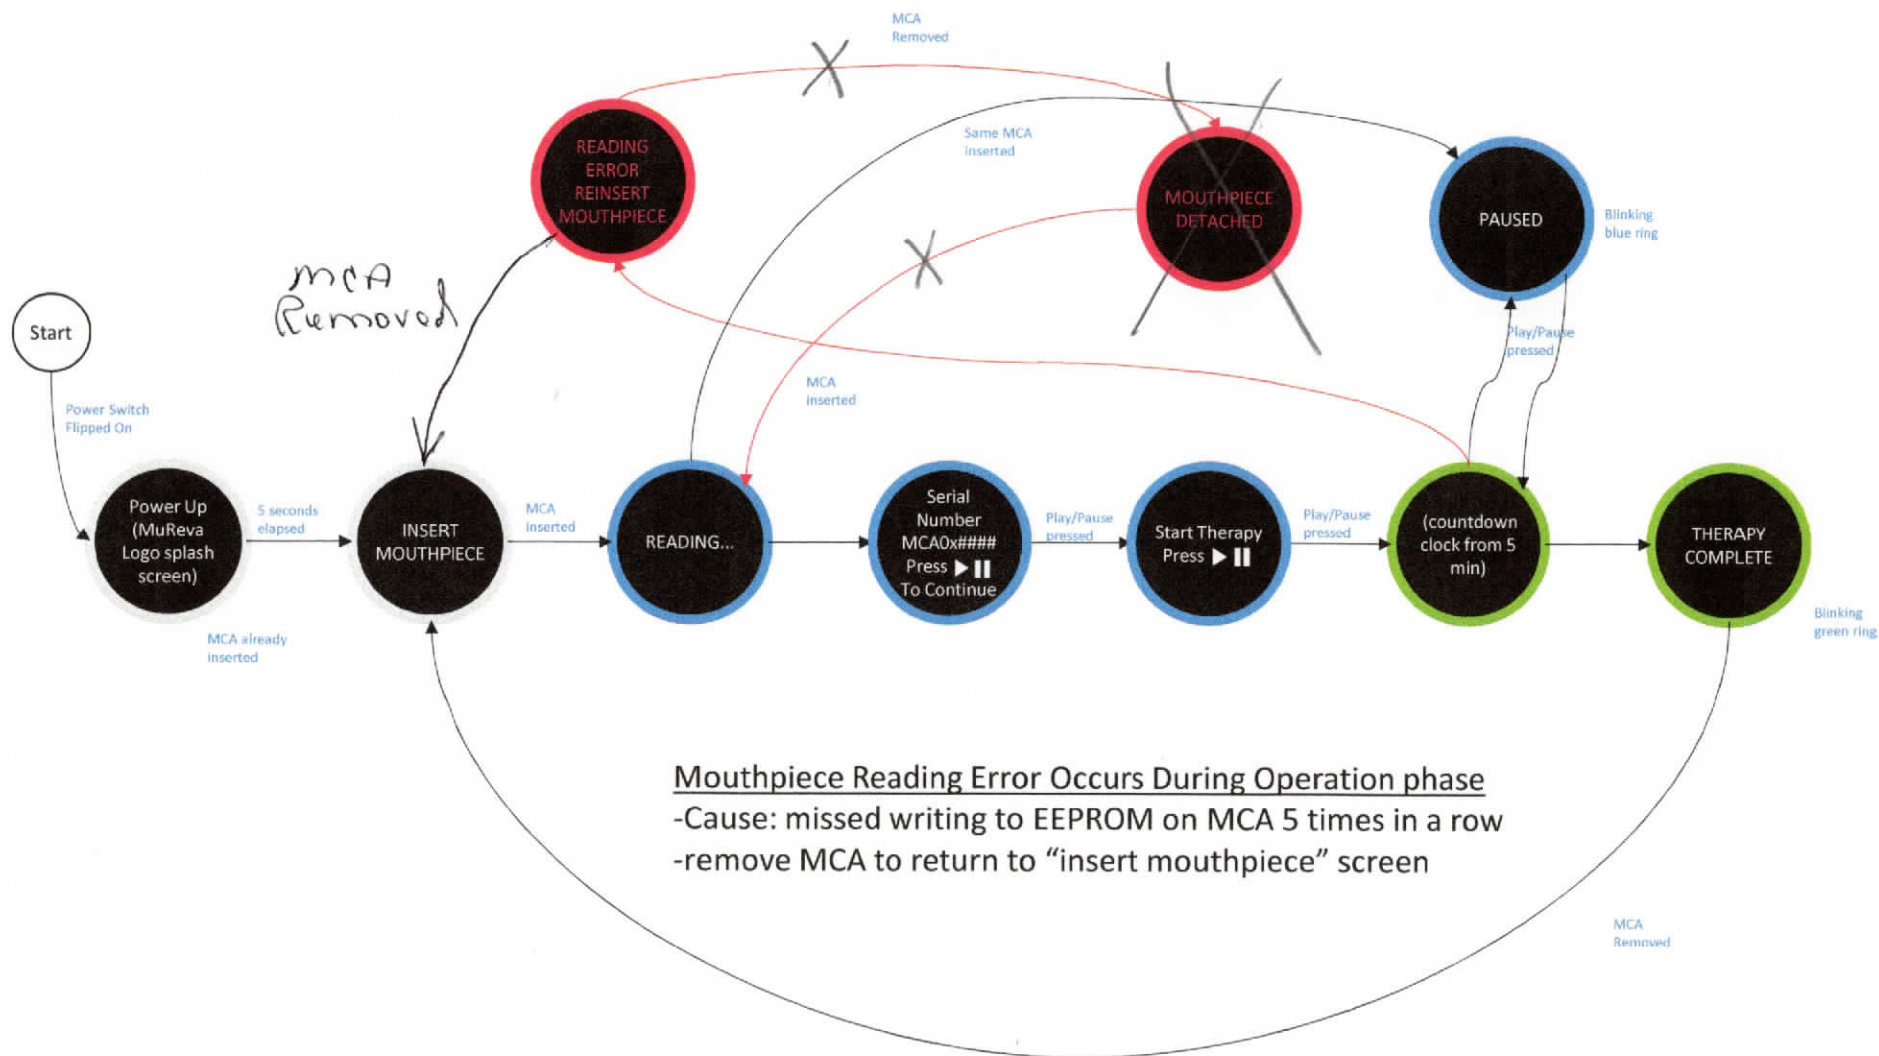 MCA
Removed
READING
ERROR
REINSERT
MOUTHPIECE
Same MCA
inserted
MOUTHPIECE
DETACHED
PAUSED
Blinking
blue ring
MCA
Removed
Start
Play/Pause
pressed
MCA
inserted
Power Switch
Flipped On
Power Up
(MuReva
Logo splash
screen)
5 seconds
elapsed
INSERT
MOUTHPIECE
MCA
inserted
READING...
Serial
Number
MCA0x####
Press ▶⏸
To Continue
Play/Pause
pressed
Start Therapy
Press ▶⏸
Play/Pause
pressed
(countdown
clock from 5
min)
THERAPY
COMPLETE
Blinking
green ring
MCA already
inserted
Mouthpiece Reading Error Occurs During Operation phase
-Cause: missed writing to EEPROM on MCA 5 times in a row
-remove MCA to return to “insert mouthpiece” screen
MCA
Removed